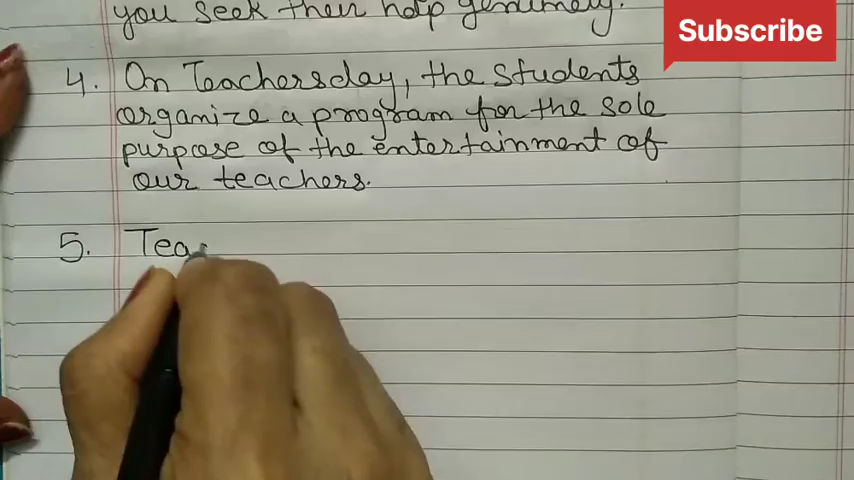 you seek their help genuinely.
Subscribe
4. On Teachersday, the students
organize a program for the sole
purpose of the entertainment of
our teachers.
5. Tea